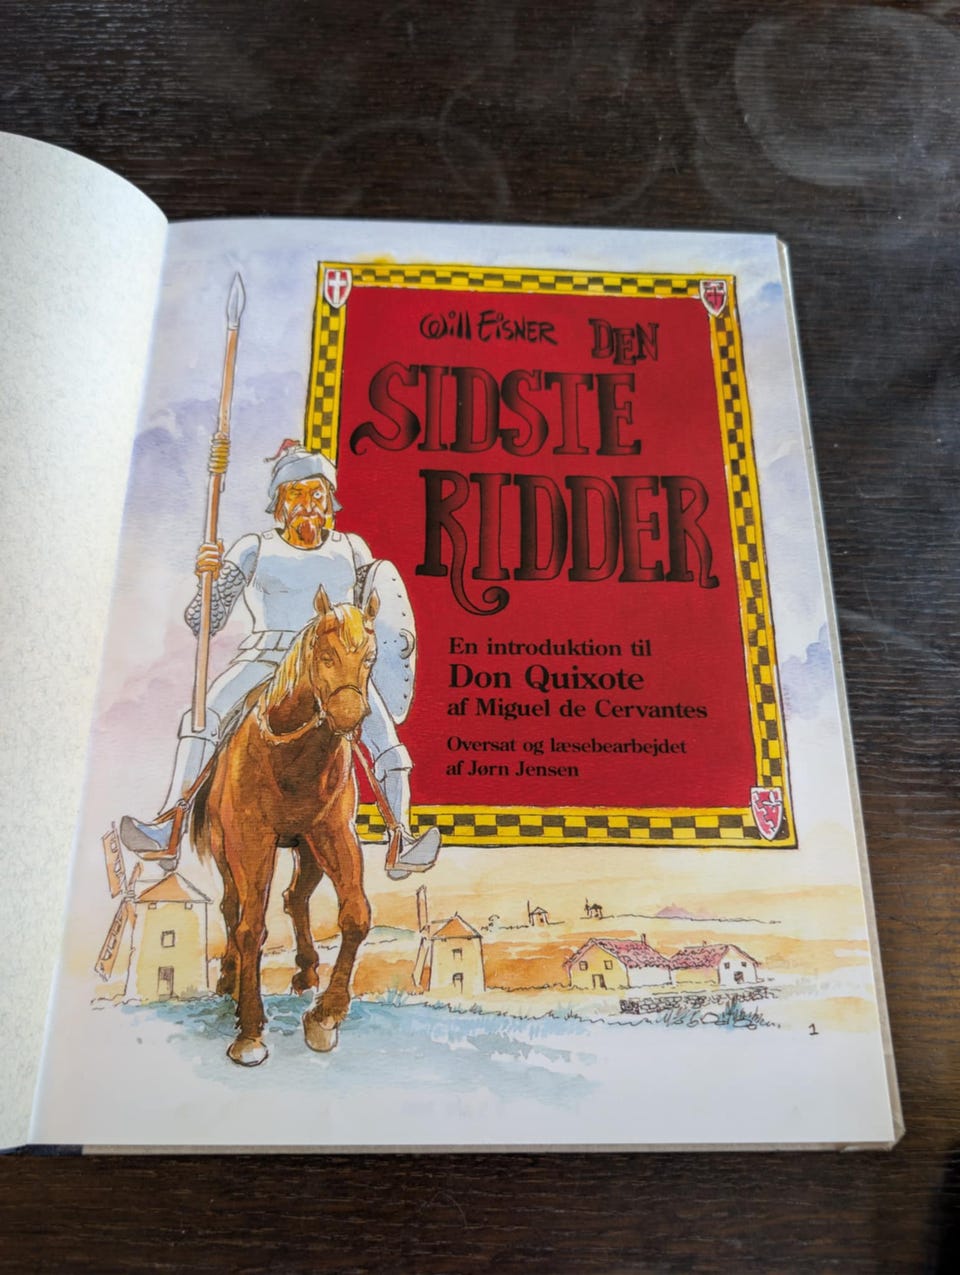 Will Eisner DEN
SIDSTE
RIDDER
En introduktion til
Don Quixote
af Miguel de Cervantes
Oversat og læsebearbejdet
af Jørn Jensen
1